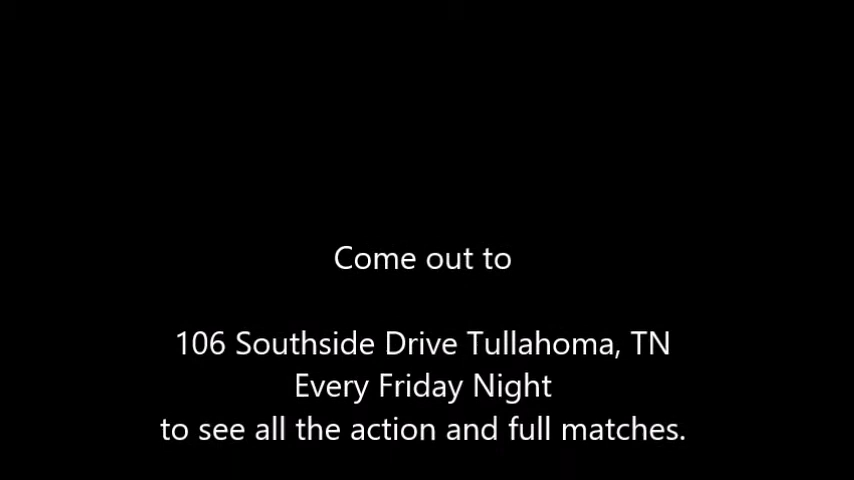 Come out to
106 Southside Drive Tullahoma, TN
Every Friday Night
to see all the action and full matches.